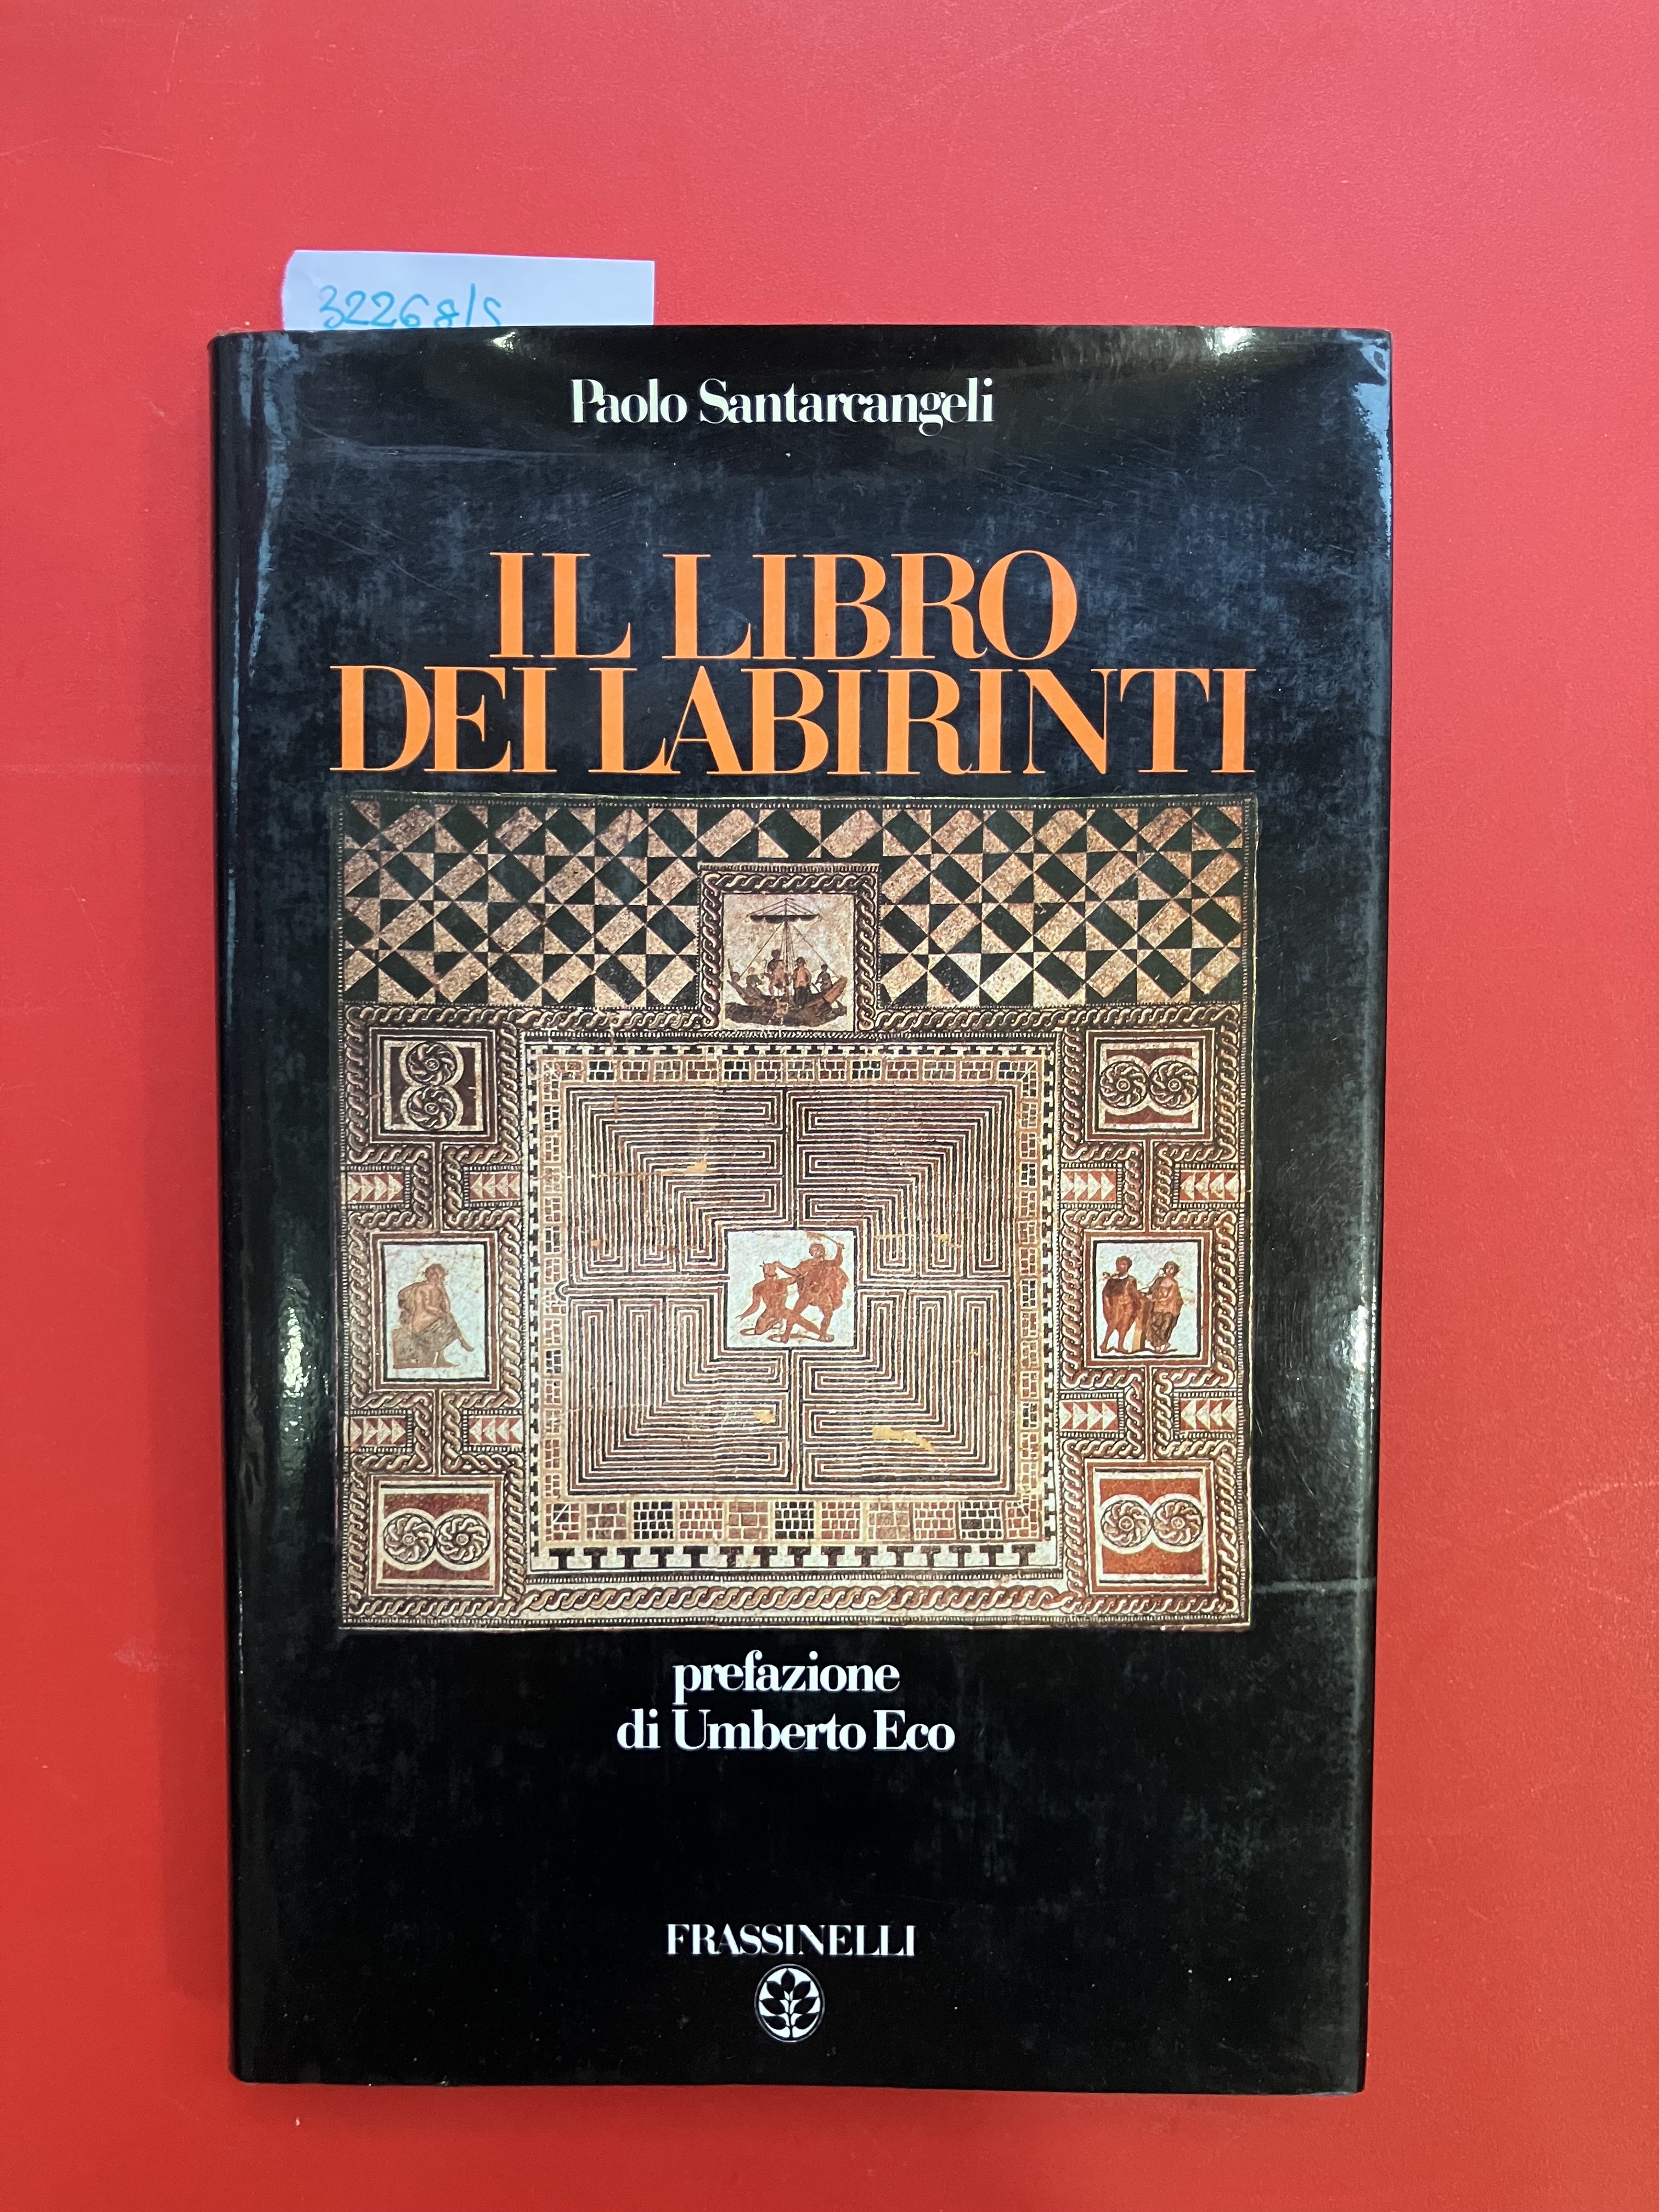 32268/S
Paolo Santarcangeli
IL LIBRO
DEI LABIRINTI
prefazione
di Umberto Eco
FRASSINELLI